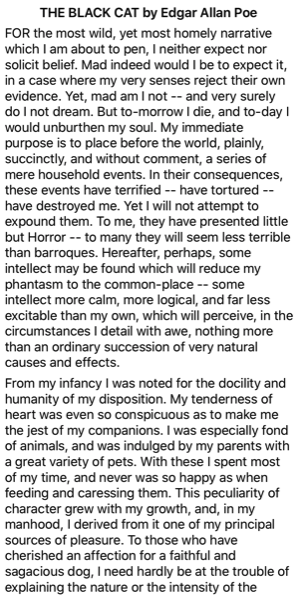 THE BLACK CAT by Edgar Allan Poe
FOR the most wild, yet most homely narrative
which I am about to pen, I neither expect nor
solicit belief. Mad indeed would I be to expect it,
in a case where my very senses reject their own
evidence. Yet, mad am I not -- and very surely
do I not dream. But to-morrow I die, and to-day I
would unburthen my soul. My immediate
purpose is to place before the world, plainly,
succinctly, and without comment, a series of
mere household events. In their consequences,
these events have terrified -- have tortured --
have destroyed me. Yet I will not attempt to
expound them. To me, they have presented little
but Horror -- to many they will seem less terrible
than barroques. Hereafter, perhaps, some
intellect may be found which will reduce my
phantasm to the common-place -- some
intellect more calm, more logical, and far less
excitable than my own, which will perceive, in the
circumstances I detail with awe, nothing more
than an ordinary succession of very natural
causes and effects.
From my infancy I was noted for the docility and
humanity of my disposition. My tenderness of
heart was even so conspicuous as to make me
the jest of my companions. I was especially fond
of animals, and was indulged by my parents with
a great variety of pets. With these I spent most
of my time, and never was so happy as when
feeding and caressing them. This peculiarity of
character grew with my growth, and, in my
manhood, I derived from it one of my principal
sources of pleasure. To those who have
cherished an affection for a faithful and
sagacious dog, I need hardly be at the trouble of
explaining the nature or the intensity of the